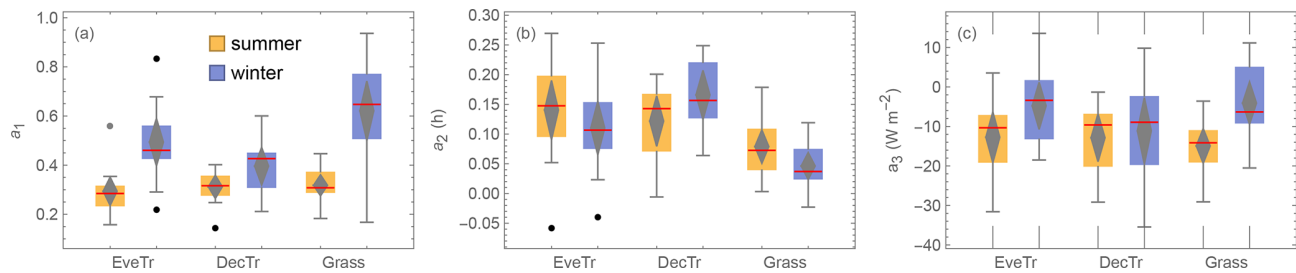 (a)
summer
winter
a1
1.0
0.8
0.6
0.4
0.2
EveTr
DecTr
Grass
(b)
a2 (h)
0.30
0.25
0.20
0.15
0.10
0.05
0.00
−0.05
EveTr
DecTr
Grass
(c)
a3 (W m−2)
10
0
−10
−20
−30
−40
EveTr
DecTr
Grass